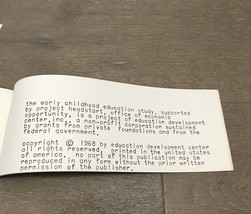 the early childhood education study, supported
by project headstart, office of economic
opportunity, is a project of education development
center, inc., a non-profit corporation sustained
by grants from private foundations and from the
federal government.
copyright © 1968 by education development center
all rights reserved, printed in the united states
of america. no part of this publication may be
reproduced in any form without the prior written
permission of the publisher.